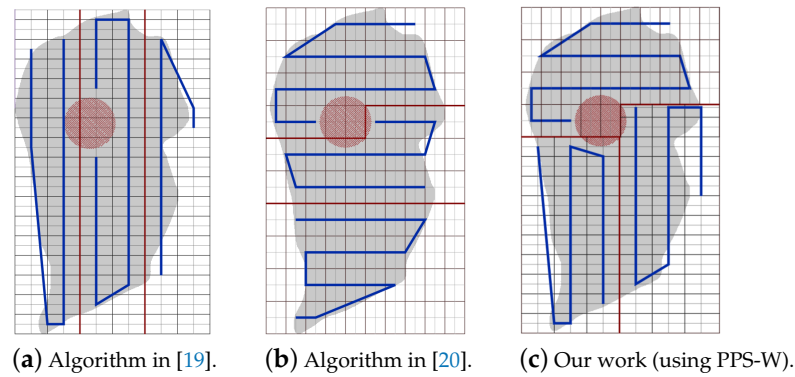 (a) Algorithm in [19].
(b) Algorithm in [20].
(c) Our work (using PPS-W).